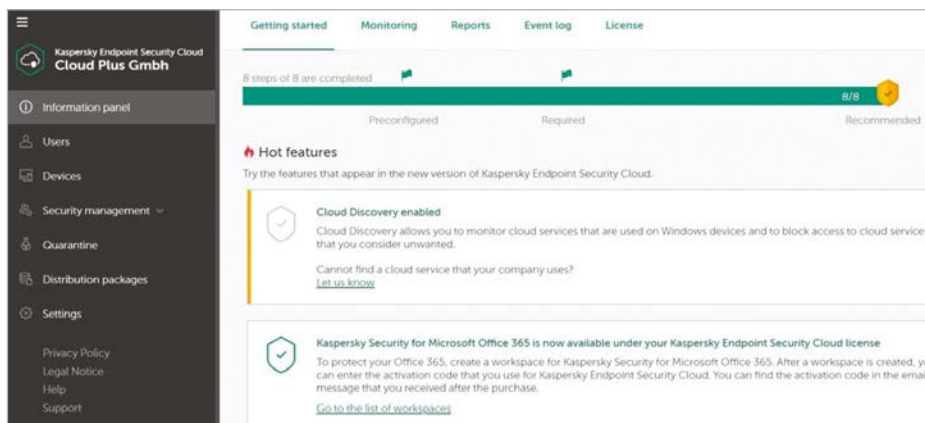 Kaspersky Endpoint Security Cloud
Cloud Plus Gmbh
Information panel
Users
Devices
Security management
Quarantine
Distribution packages
Settings
Privacy Policy
Legal Notice
Help
Support
Getting started
Monitoring
Reports
Event log
License
8 steps of 8 are completed
8/8
Preconfigured
Required
Recommended
Hot features
Try the features that appear in the new version of Kaspersky Endpoint Security Cloud.
Cloud Discovery enabled
Cloud Discovery allows you to monitor cloud services that are used on Windows devices and to block access to cloud service
that you consider unwanted.
Cannot find a cloud service that your company uses?
Let us know
Kaspersky Security for Microsoft Office 365 is now available under your Kaspersky Endpoint Security Cloud license
To protect your Office 365, create a workspace for Kaspersky Security for Microsoft Office 365. After a workspace is created, y
can enter the activation code that you use for Kaspersky Endpoint Security Cloud. You can find the activation code in the emai
message that you received after the purchase.
Go to the list of workspaces